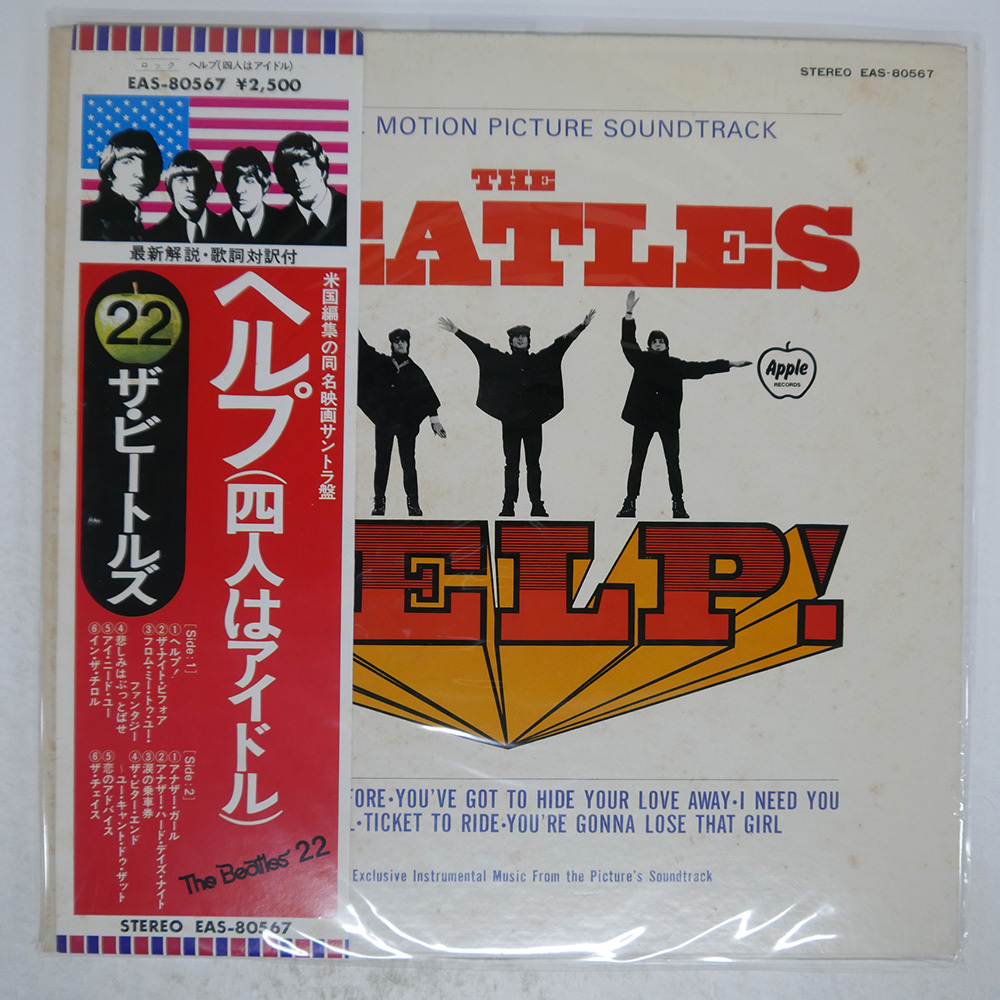 ロック ヘルプ(四人はアイドル)
EAS-80567 ¥2,500
最新解説・歌詞対訳付
米国編集の同名映画サントラ盤
ヘルプ(四人はアイドル)
22
ザ・ビートルズ
[Side:1]
①ヘルプ!
②ザ・ナイト・ビフォア
③フロム・ミー・トゥ・ユー・
ファンタジー
④悲しみはぶっとばせ
⑤アイ・ニード・ユー
⑥イン・ザ・チロル
[Side:2]
①アナザー・ガール
②アナザー・ハード・デイズ・ナイト
③涙の乗車券
④ザ・ビター・エンド
~ユー・キャント・ドゥ・ザット
⑤恋のアドバイス
⑥ザ・チェイス
The Beatles 22
STEREO EAS-80567
STEREO EAS-80567
MOTION PICTURE SOUNDTRACK
THE
EATLES
Apple
RECORDS
ELP!
FORE•YOU'VE GOT TO HIDE YOUR LOVE AWAY•I NEED YOU
L•TICKET TO RIDE•YOU'RE GONNA LOSE THAT GIRL
Exclusive Instrumental Music From the Picture's Soundtrack